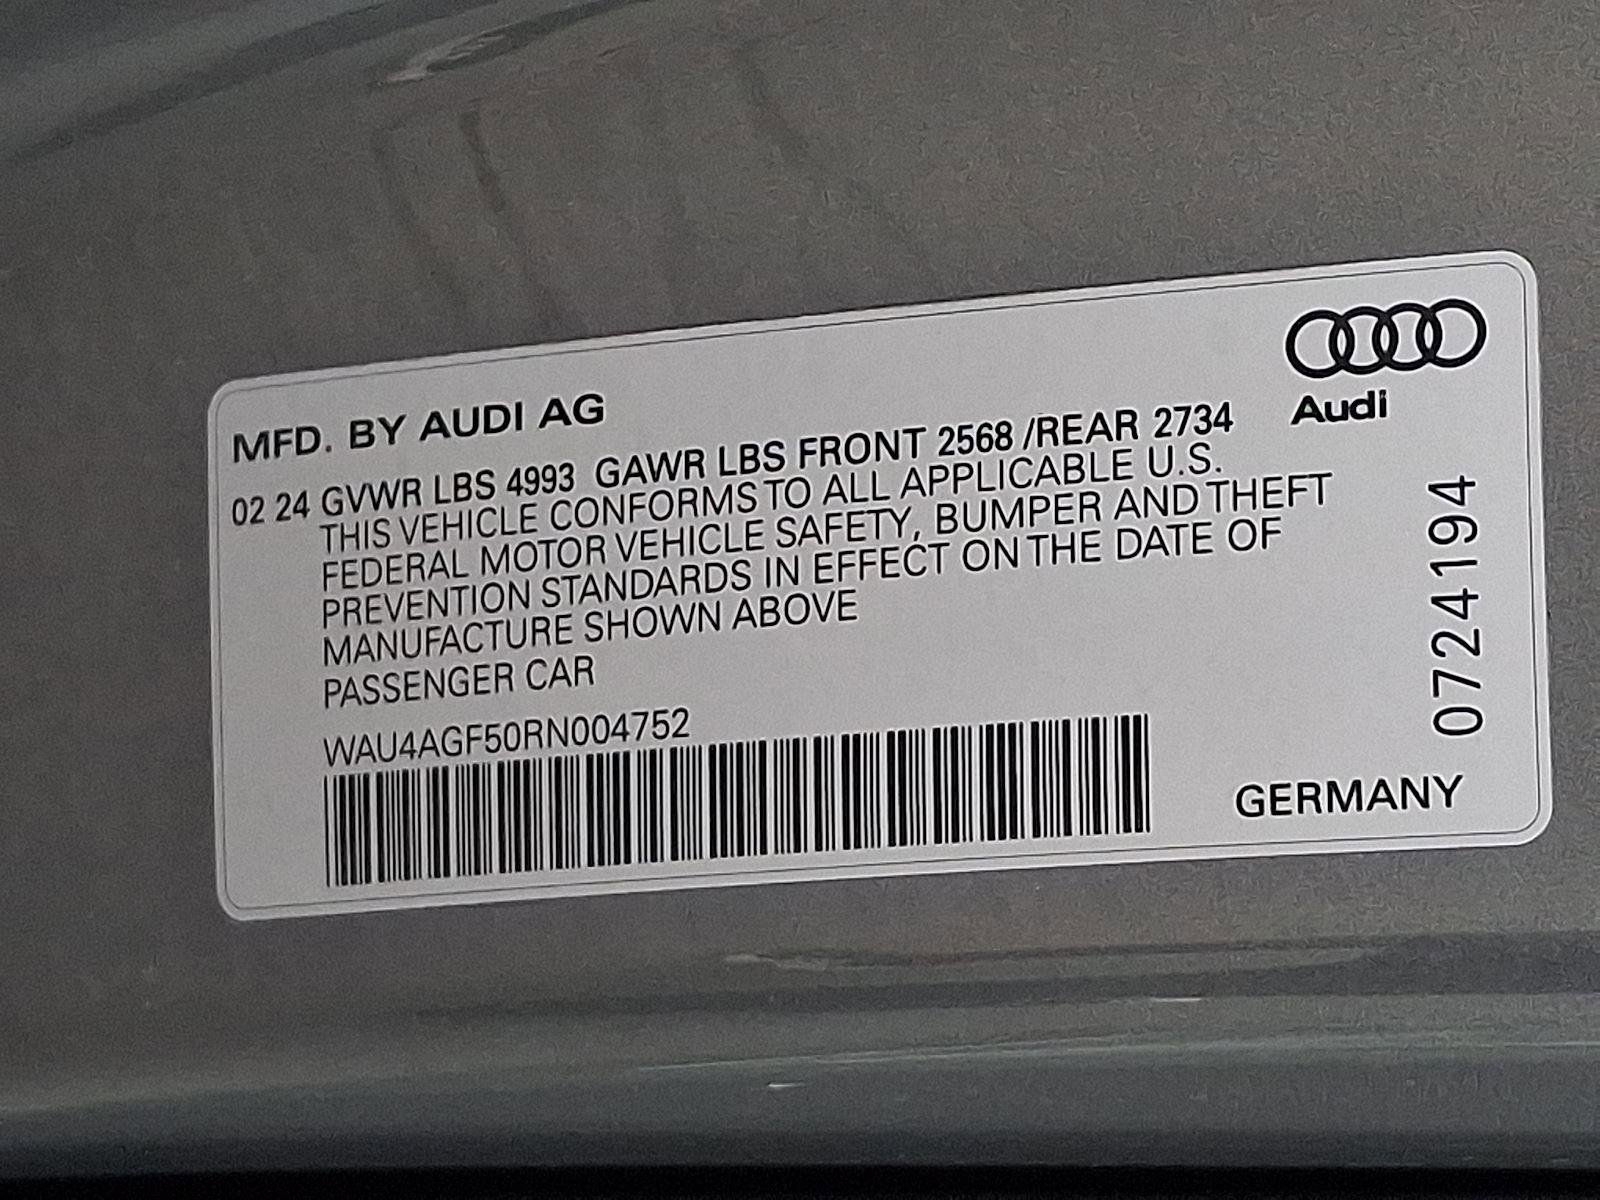 MFD. BY AUDI AG
02 24 GVWR LBS 4993 GAWR LBS FRONT 2568 /REAR 2734
THIS VEHICLE CONFORMS TO ALL APPLICABLE U.S.
FEDERAL MOTOR VEHICLE SAFETY, BUMPER AND THEFT
PREVENTION STANDARDS IN EFFECT ON THE DATE OF
MANUFACTURE SHOWN ABOVE
PASSENGER CAR
WAU4AGF50RN004752
Audi
0724194
GERMANY